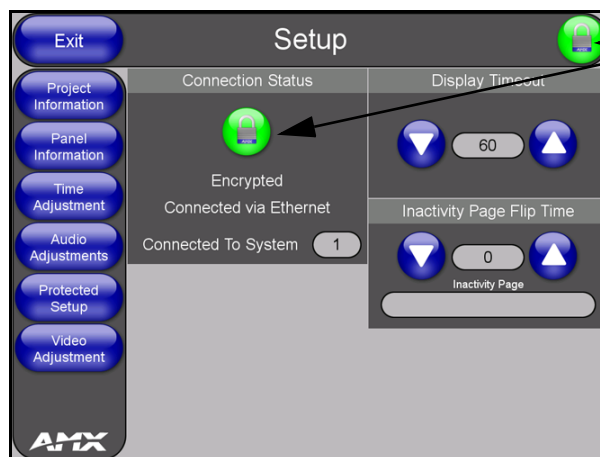 Exit
Setup
Project
Information
Panel
Information
Time
Adjustment
Audio
Adjustments
Protected
Setup
Video
Adjustment
AMX
Connection Status
Encrypted
Connected via Ethernet
Connected To System 1
Display Timeout
60
Inactivity Page Flip Time
0
Inactivity Page